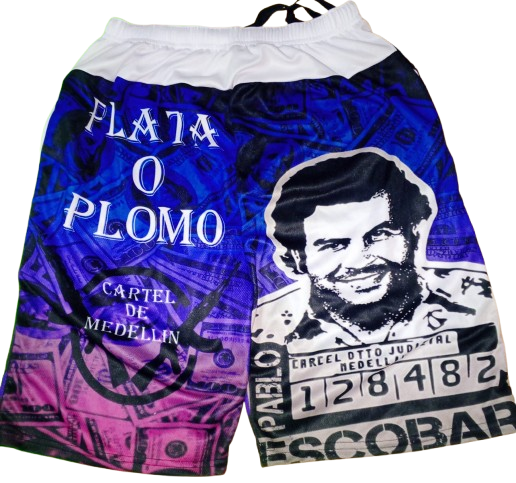 PLATA
O
PLOMO
CARTEL
DE
MEDELLIN
CARCEL DTTO JUDICIAL
MEDELLIN
128482
PABLO
ESCOBAR